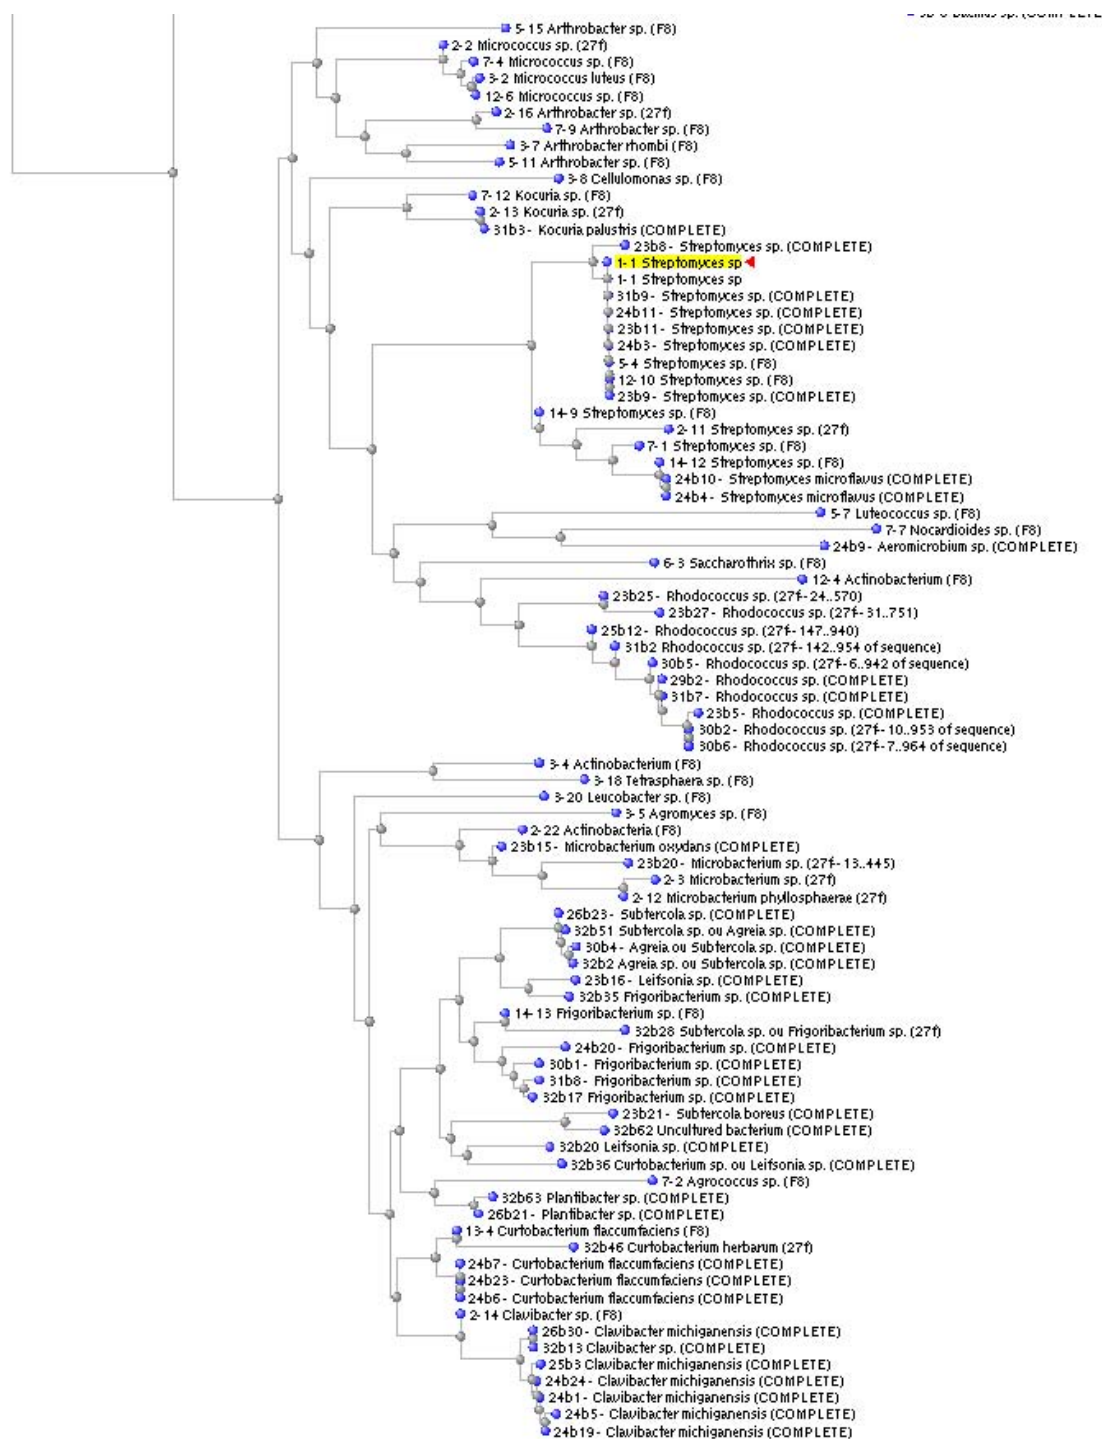 5-15 Arthrobacter sp. (F8)
2-2 Micrococcus sp. (27f)
7-4 Micrococcus sp. (F8)
3-2 Micrococcus luteus (F8)
12-6 Micrococcus sp. (F8)
2-16 Arthrobacter sp. (27f)
7-9 Arthrobacter sp. (F8)
3-7 Arthrobacter rhombi (F8)
5-11 Arthrobacter sp. (F8)
3-8 Cellulomonas sp. (F8)
7-12 Kocuria sp. (F8)
2-13 Kocuria sp. (27f)
31b3- Kocuria palustris (COMPLETE)
23b8- Streptomyces sp. (COMPLETE)
1-1 Streptomyces sp
1-1 Streptomyces sp
31b9- Streptomyces sp. (COMPLETE)
24b11- Streptomyces sp. (COMPLETE)
23b11- Streptomyces sp. (COMPLETE)
24b3- Streptomyces sp. (COMPLETE)
5-4 Streptomyces sp. (F8)
12-10 Streptomyces sp. (F8)
23b9- Streptomyces sp. (COMPLETE)
14-9 Streptomyces sp. (F8)
2-11 Streptomyces sp. (27f)
7-1 Streptomyces sp. (F8)
14-12 Streptomyces sp. (F8)
24b10- Streptomyces microflavus (COMPLETE)
24b4- Streptomyces microflavus (COMPLETE)
5-7 Luteococcus sp. (F8)
7-7 Nocardioides sp. (F8)
24b9- Aeromicrobium sp. (COMPLETE)
6-3 Saccharothrix sp. (F8)
12-4 Actinobacterium (F8)
23b25- Rhodococcus sp. (27f-24..570)
23b27- Rhodococcus sp. (27f-31..751)
25b12- Rhodococcus sp. (27f-147..940)
31b2 Rhodococcus sp. (27f-142..954 of sequence)
30b5- Rhodococcus sp. (27f-6..942 of sequence)
29b2- Rhodococcus sp. (COMPLETE)
31b7- Rhodococcus sp. (COMPLETE)
23b5- Rhodococcus sp. (COMPLETE)
30b2- Rhodococcus sp. (27f-10..953 of sequence)
30b6- Rhodococcus sp. (27f-7..964 of sequence)
3-4 Actinobacterium (F8)
3-18 Tetrasphaera sp. (F8)
3-20 Leucobacter sp. (F8)
3-5 Agromyces sp. (F8)
2-22 Actinobacteria (F8)
23b15- Microbacterium oxydans (COMPLETE)
23b20- Microbacterium sp. (27f-13..445)
2-3 Microbacterium sp. (27f)
2-12 Microbacterium phyllosphaerae (27f)
26b23- Subtercola sp. (COMPLETE)
32b51 Subtercola sp. ou Agreia sp. (COMPLETE)
30b4- Agreia ou Subtercola sp. (COMPLETE)
32b2 Agreia sp. ou Subtercola sp. (COMPLETE)
23b16- Leifsonia sp. (COMPLETE)
32b35 Frigoribacterium sp. (COMPLETE)
14-13 Frigoribacterium sp. (F8)
32b28 Subtercola sp. ou Frigoribacterium sp. (27f)
24b20- Frigoribacterium sp. (COMPLETE)
30b1- Frigoribacterium sp. (COMPLETE)
31b8- Frigoribacterium sp. (COMPLETE)
32b17 Frigoribacterium sp. (COMPLETE)
23b21- Subtercola boreus (COMPLETE)
32b62 Uncultured bacterium (COMPLETE)
32b20 Leifsonia sp. (COMPLETE)
32b36 Curtobacterium sp. ou Leifsonia sp. (COMPLETE)
7-2 Agrococcus sp. (F8)
32b63 Plantibacter sp. (COMPLETE)
26b21- Plantibacter sp. (COMPLETE)
13-4 Curtobacterium flaccumfaciens (F8)
32b46 Curtobacterium herbarum (27f)
24b7- Curtobacterium flaccumfaciens (COMPLETE)
24b23- Curtobacterium flaccumfaciens (COMPLETE)
24b6- Curtobacterium flaccumfaciens (COMPLETE)
2-14 Clavibacter sp. (F8)
26b30- Clavibacter michiganensis (COMPLETE)
32b13 Clavibacter sp. (COMPLETE)
25b3 Clavibacter michiganensis (COMPLETE)
24b24- Clavibacter michiganensis (COMPLETE)
24b1- Clavibacter michiganensis (COMPLETE)
24b5- Clavibacter michiganensis (COMPLETE)
24b19- Clavibacter michiganensis (COMPLETE)